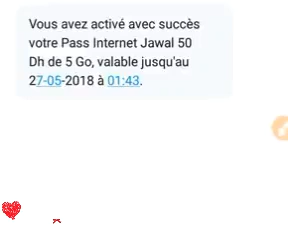 Vous avez activé avec succès
votre Pass Internet Jawal 50
Dh de 5 Go, valable jusqu'au
27-05-2018 à 01:43.